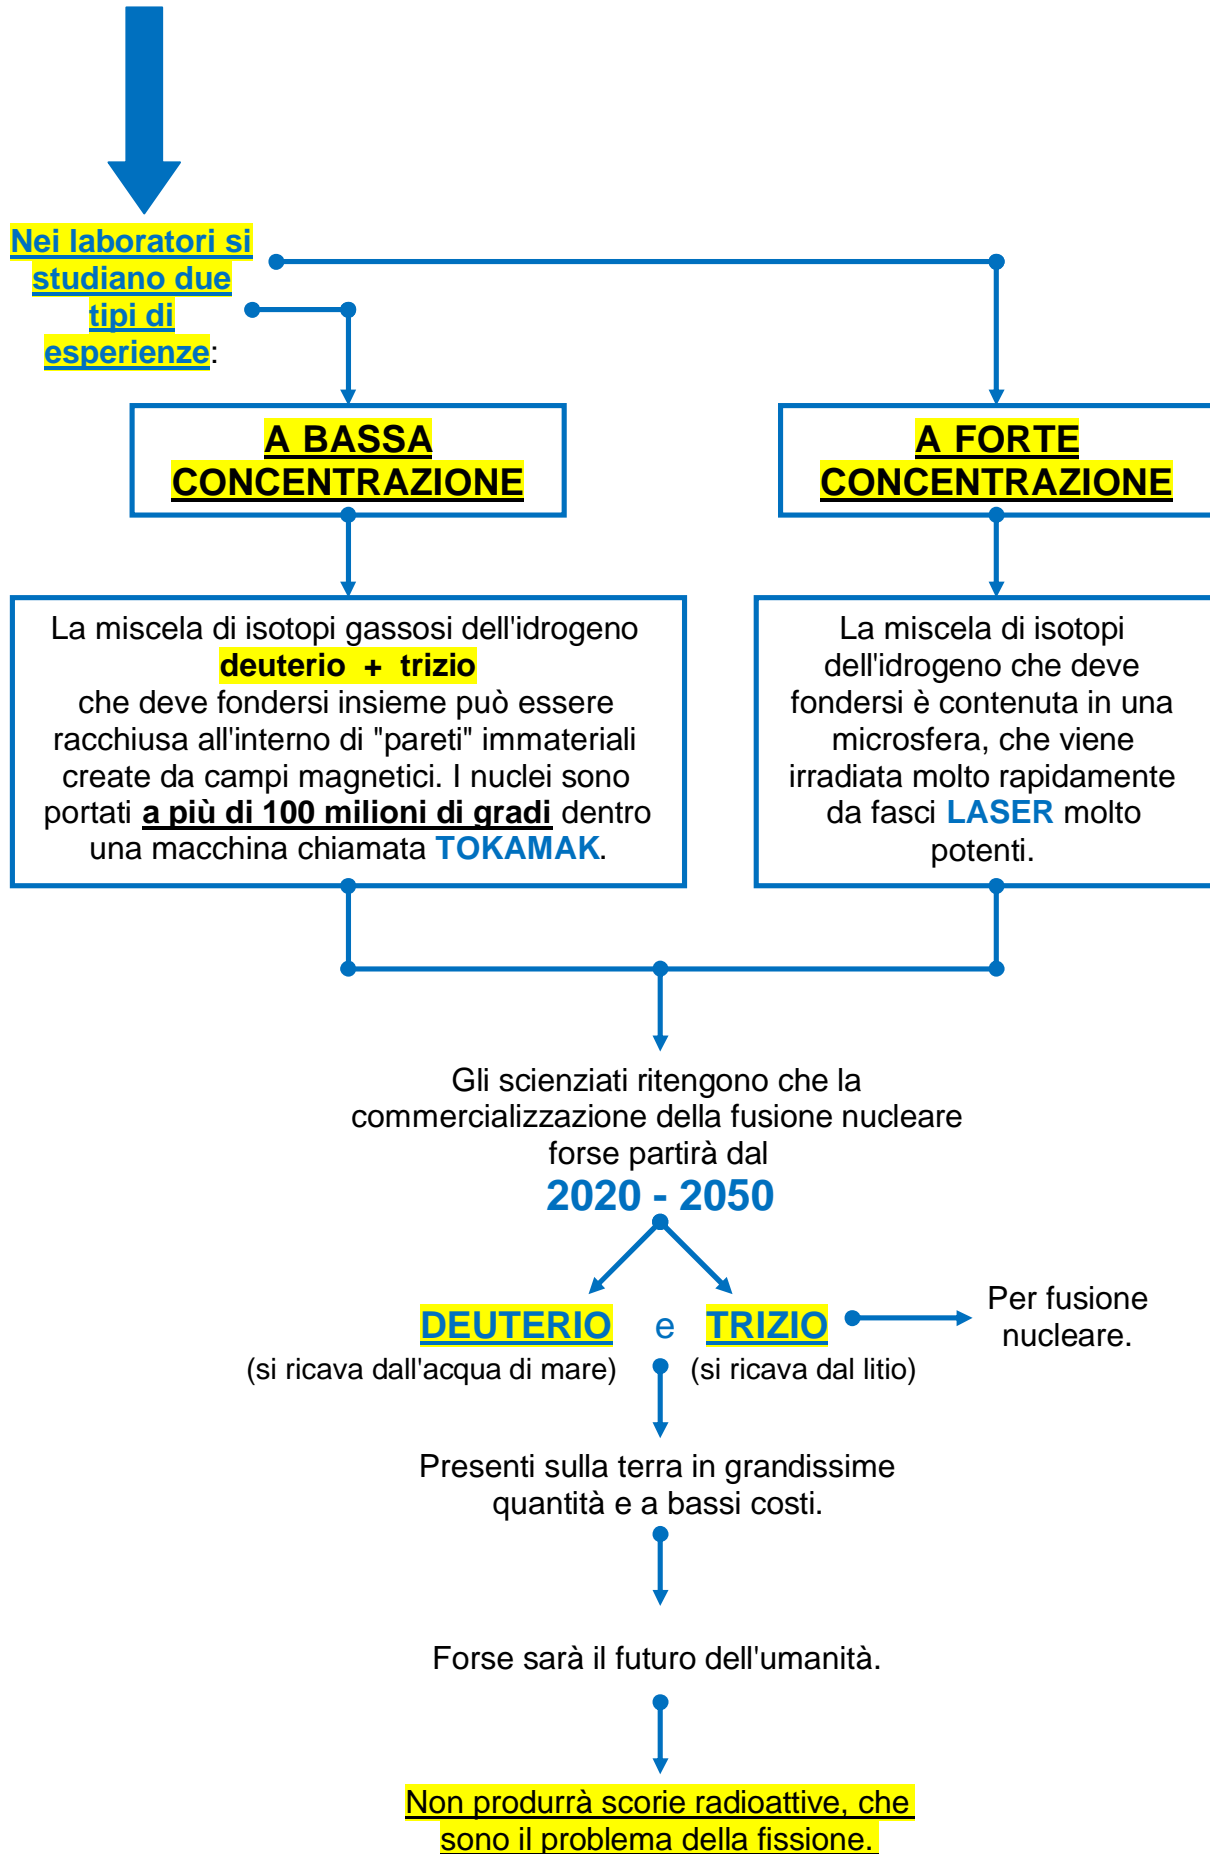 Nei laboratori si
studiano due
tipi di
esperienze:
A BASSA
CONCENTRAZIONE
A FORTE
CONCENTRAZIONE
La miscela di isotopi gassosi dell'idrogeno
deuterio + trizio
che deve fondersi insieme può essere
racchiusa all'interno di "pareti" immateriali
create da campi magnetici. I nuclei sono
portati a più di 100 milioni di gradi dentro
una macchina chiamata TOKAMAK.
La miscela di isotopi
dell'idrogeno che deve
fondersi è contenuta in una
microsfera, che viene
irradiata molto rapidamente
da fasci LASER molto
potenti.
Gli scienziati ritengono che la
commercializzazione della fusione nucleare
forse partirà dal
2020 - 2050
DEUTERIO e TRIZIO
(si ricava dall'acqua di mare) (si ricava dal litio)
Per fusione
nucleare.
Presenti sulla terra in grandissime
quantità e a bassi costi.
Forse sarà il futuro dell'umanità.
Non produrrà scorie radioattive, che
sono il problema della fissione.